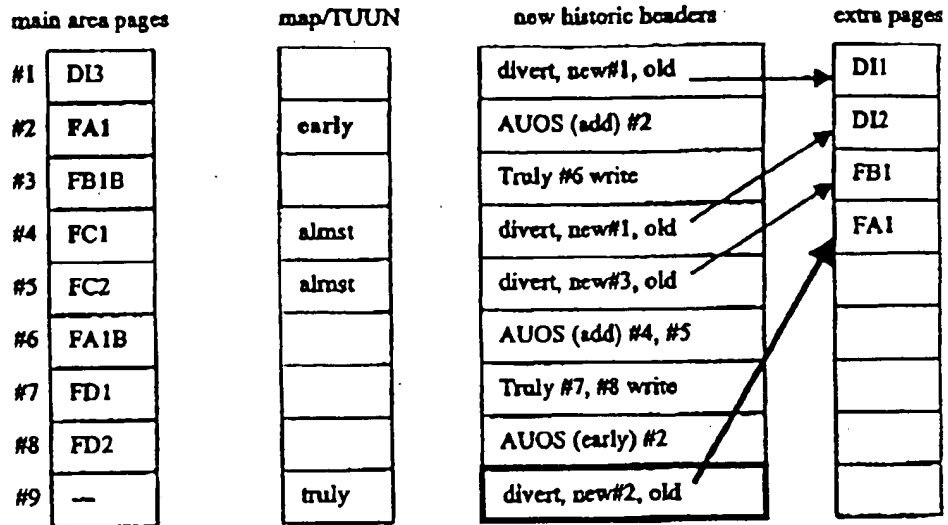 main area pages map/TUUN new historic headers extra pages
#1 DI3 divert, new#1, old DI1
#2 FA1 early AUOS (add) #2 DI2
#3 FB1B Truly #6 write FB1
#4 FC1 almst divert, new#1, old FA1
#5 FC2 almst divert, new#3, old
#6 FA1B AUOS (add) #4, #5
#7 FD1 Truly #7, #8 write
#8 FD2 AUOS (early) #2
#9 — truly divert, new#2, old